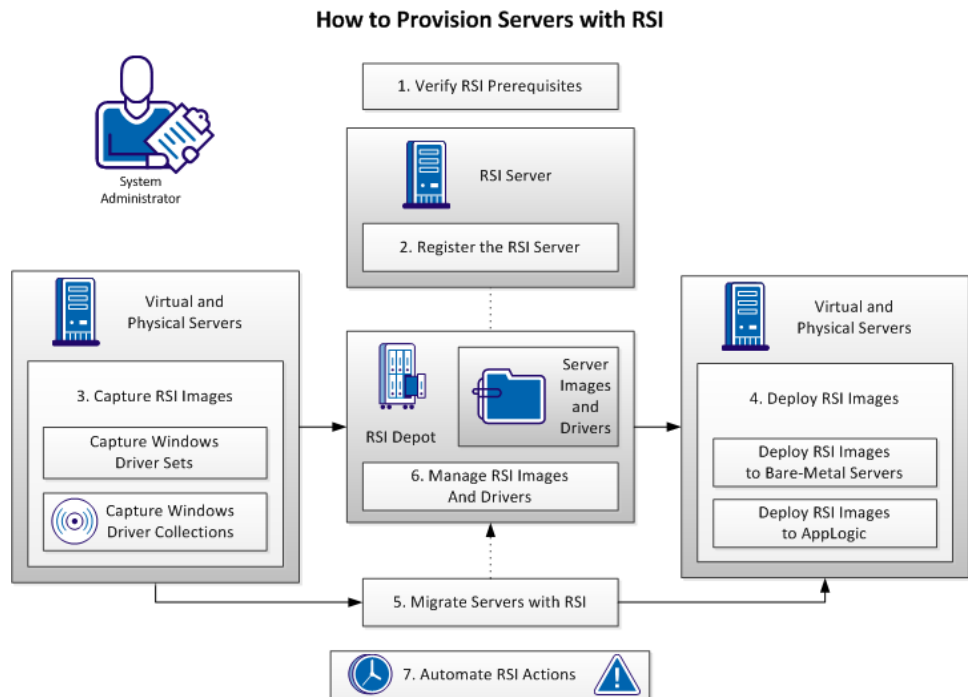 How to Provision Servers with RSI
System
Administrator
1. Verify RSI Prerequisites
RSI Server
2. Register the RSI Server
Virtual and
Physical Servers
3. Capture RSI Images
Capture Windows
Driver Sets
Capture Windows
Driver Collections
RSI Depot
Server
Images
and
Drivers
6. Manage RSI Images
And Drivers
Virtual and
Physical Servers
4. Deploy RSI Images
Deploy RSI Images
to Bare-Metal Servers
Deploy RSI Images
to AppLogic
5. Migrate Servers with RSI
7. Automate RSI Actions